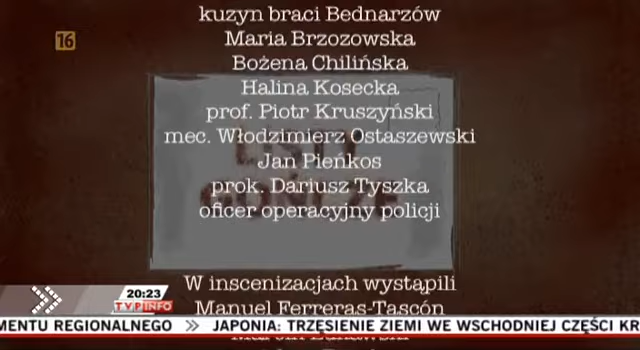 16
kuzyn braci Bednarzów
Maria Brzozowska
Bożena Chilińska
Halina Kosecka
prof. Piotr Kruszyński
mec. Włodzimierz Ostaszewski
Jan Pieńkos
prok. Dariusz Tyszka
oficer operacyjny policji
W inscenizacjach wystąpili
Manuel Ferreras-Tascón
20:23
TVP INFO
MENTU REGIONALNEGO >> JAPONIA: TRZĘSIENIE ZIEMI WE WSCHODNIEJ CZĘŚCI KR